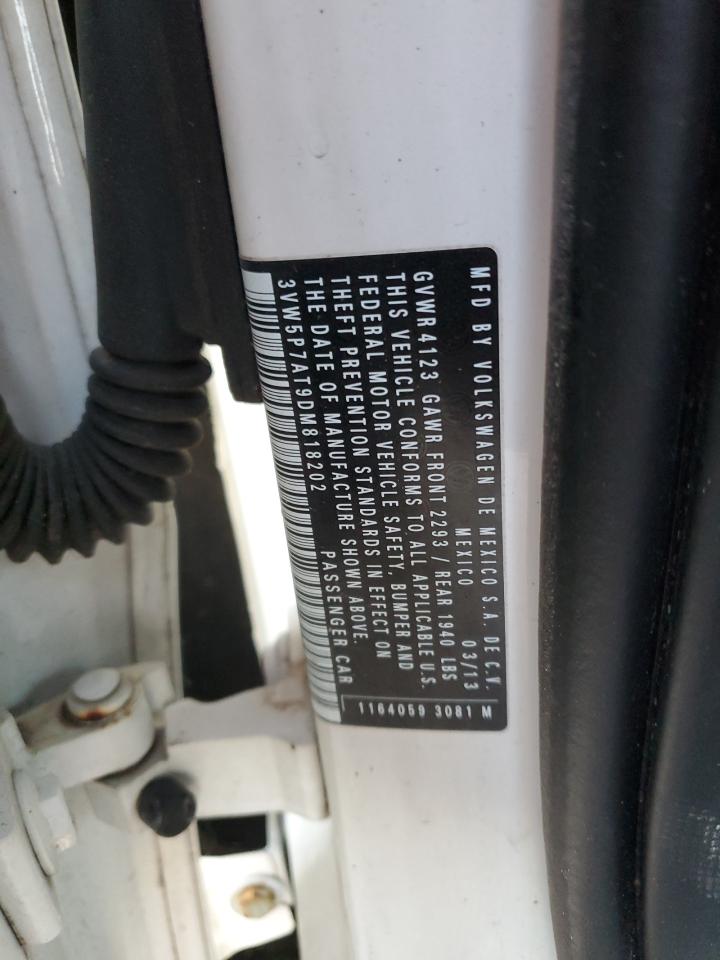 MFD BY VOLKSWAGEN DE MEXICO S.A. DE C.V.
MEXICO 03/13
GVWR 4123 GAWR FRONT 2293 / REAR 1940 LBS
THIS VEHICLE CONFORMS TO ALL APPLICABLE U.S.
FEDERAL MOTOR VEHICLE SAFETY, BUMPER AND
THEFT PREVENTION STANDARDS IN EFFECT ON
THE DATE OF MANUFACTURE SHOWN ABOVE.
3VW5P7AT9DM818202 PASSENGER CAR
1164059 3081 M